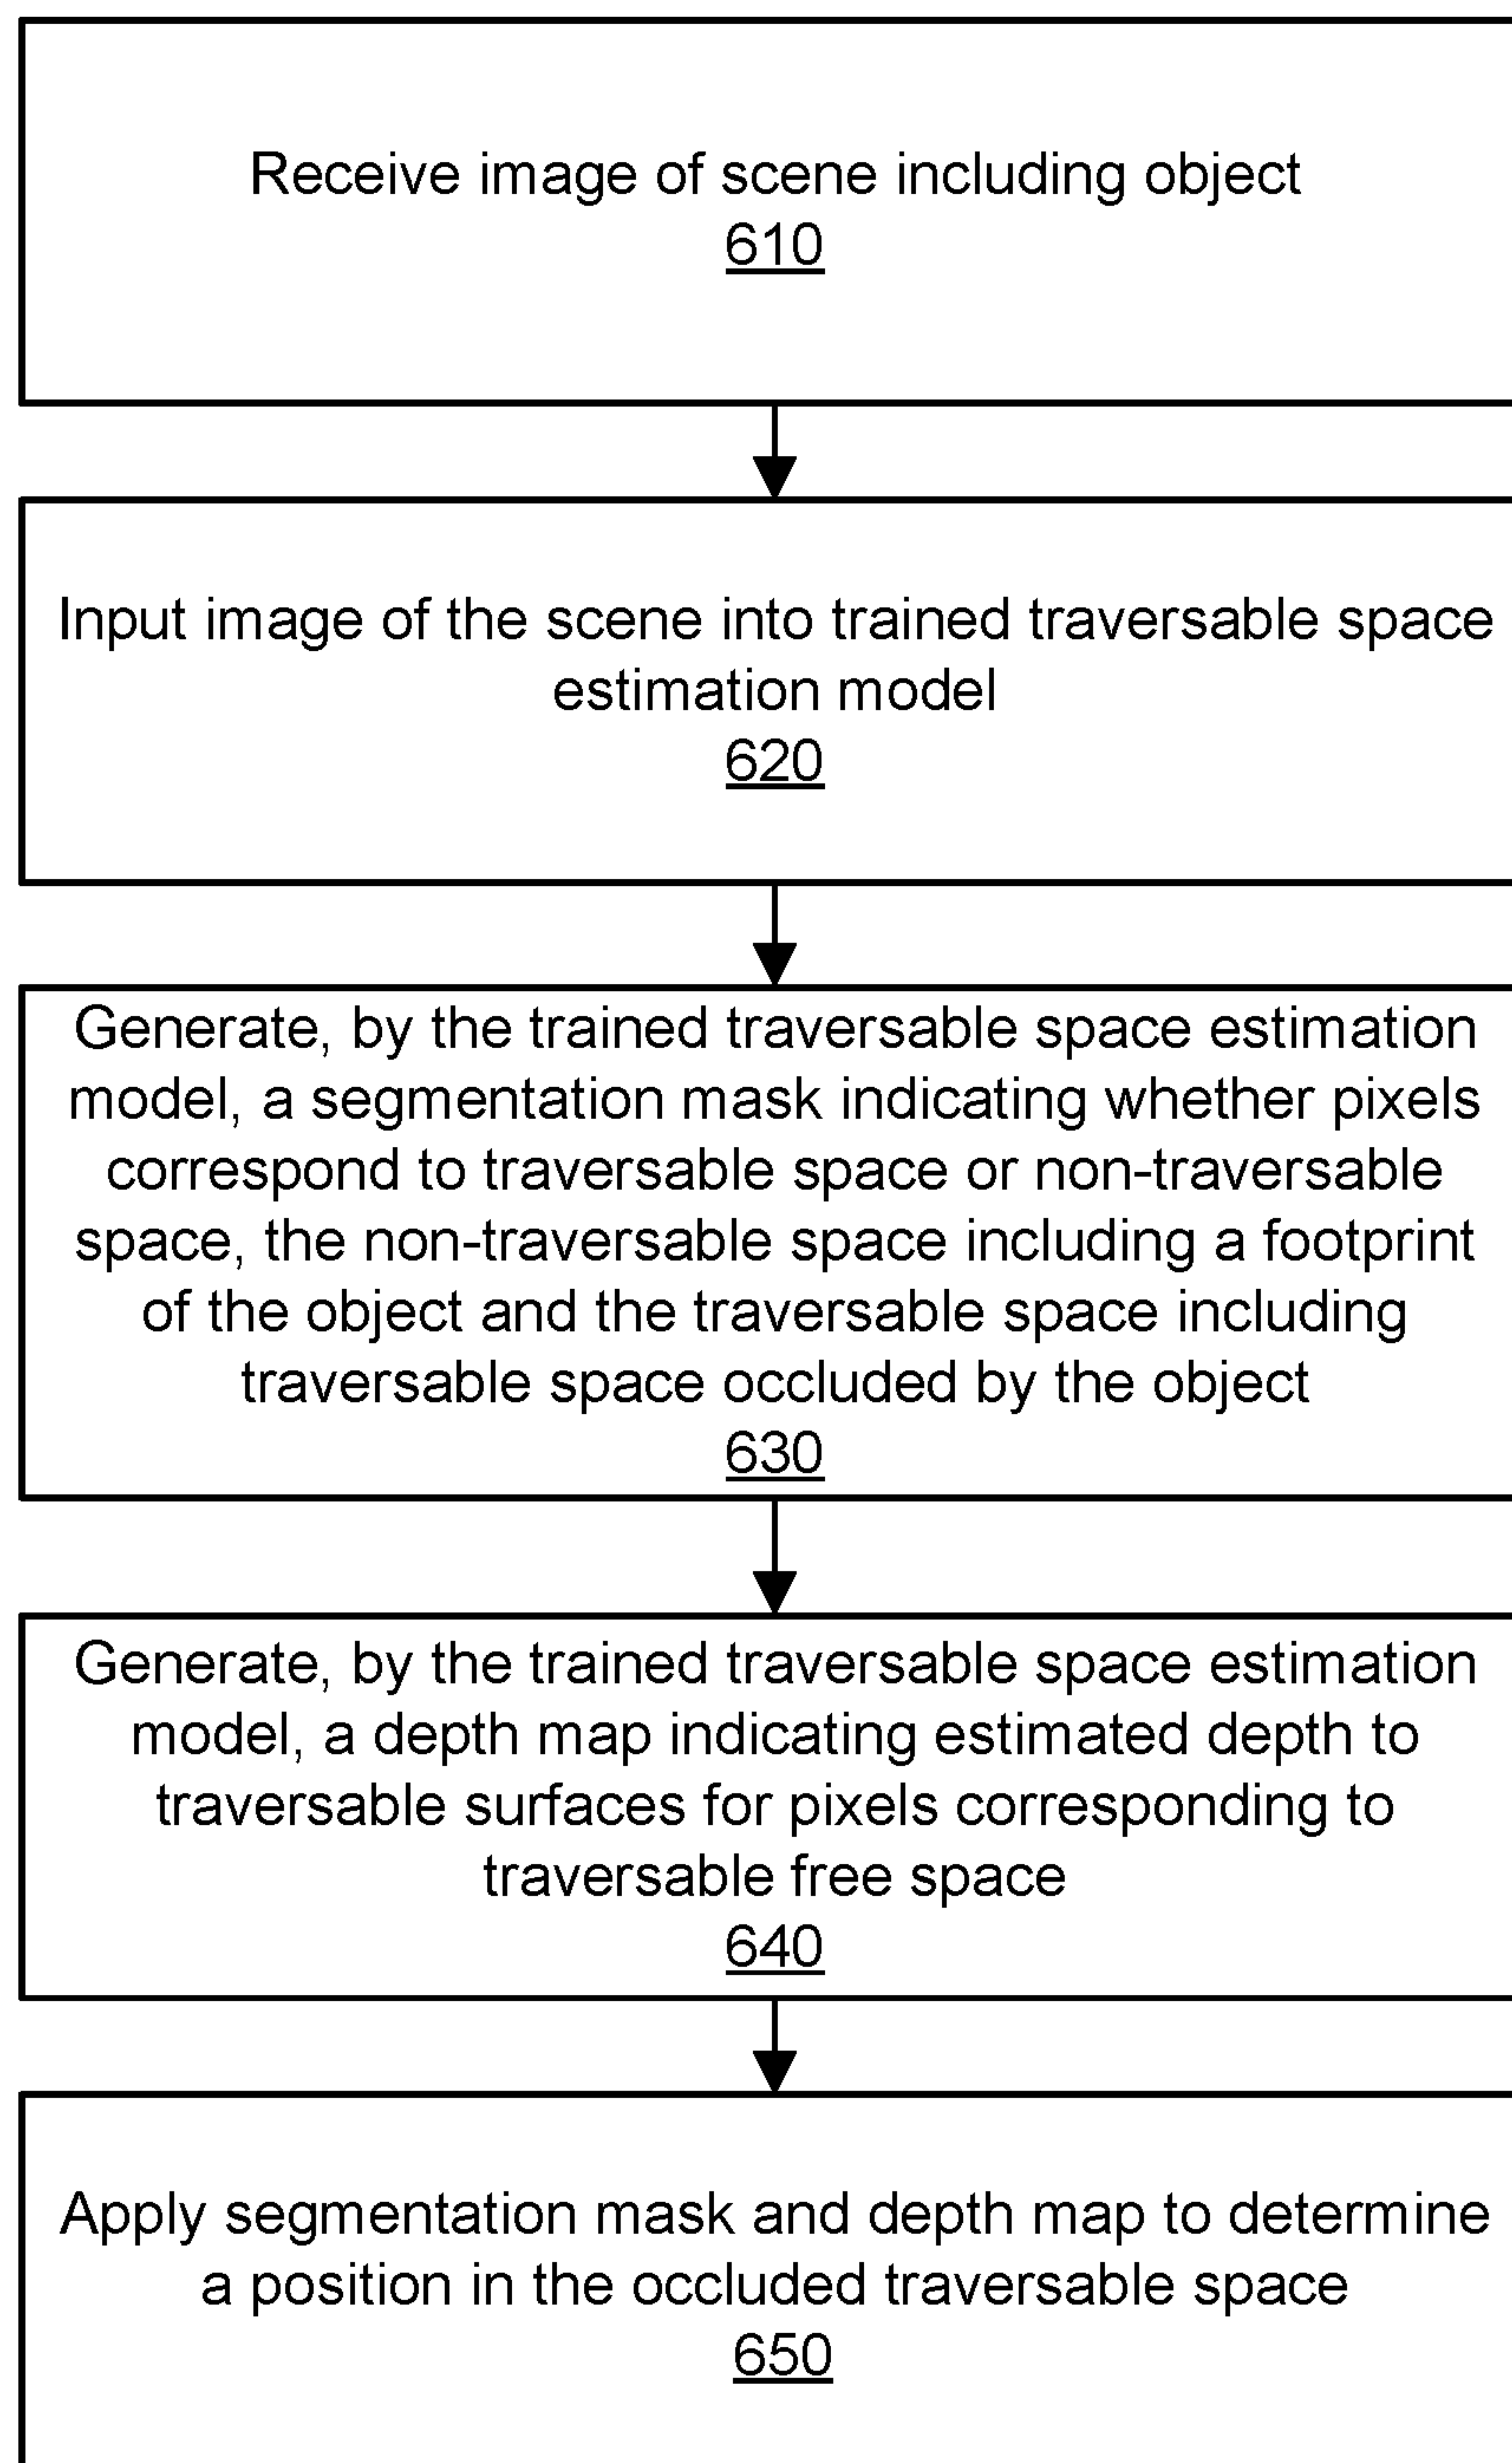 Receive image of scene including object
610
Input image of the scene into trained traversable space
estimation model
620
Generate, by the trained traversable space estimation
model, a segmentation mask indicating whether pixels
correspond to traversable space or non-traversable
space, the non-traversable space including a footprint
of the object and the traversable space including
traversable space occluded by the object
630
Generate, by the trained traversable space estimation
model, a depth map indicating estimated depth to
traversable surfaces for pixels corresponding to
traversable free space
640
Apply segmentation mask and depth map to determine
a position in the occluded traversable space
650